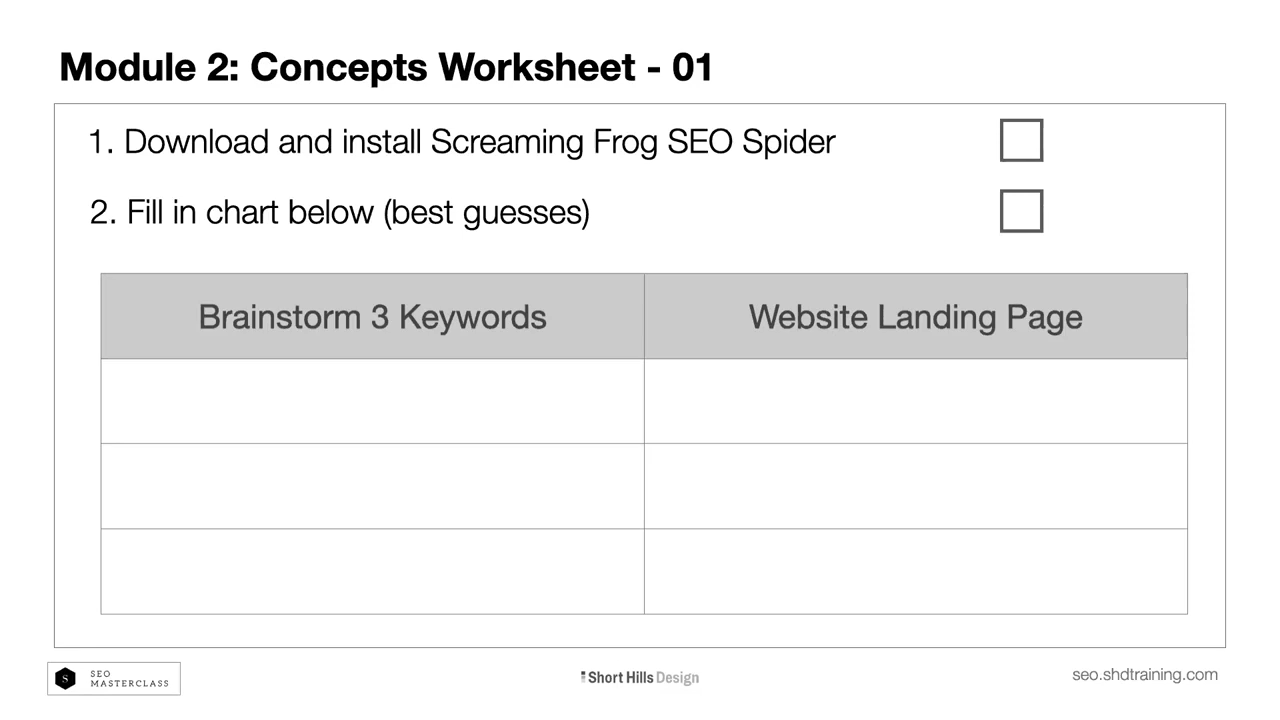 Module 2: Concepts Worksheet - 01
1. Download and install Screaming Frog SEO Spider
2. Fill in chart below (best guesses)
Brainstorm 3 Keywords
Website Landing Page
S
SEO
MASTERCLASS
Short Hills Design
seo.shdtraining.com